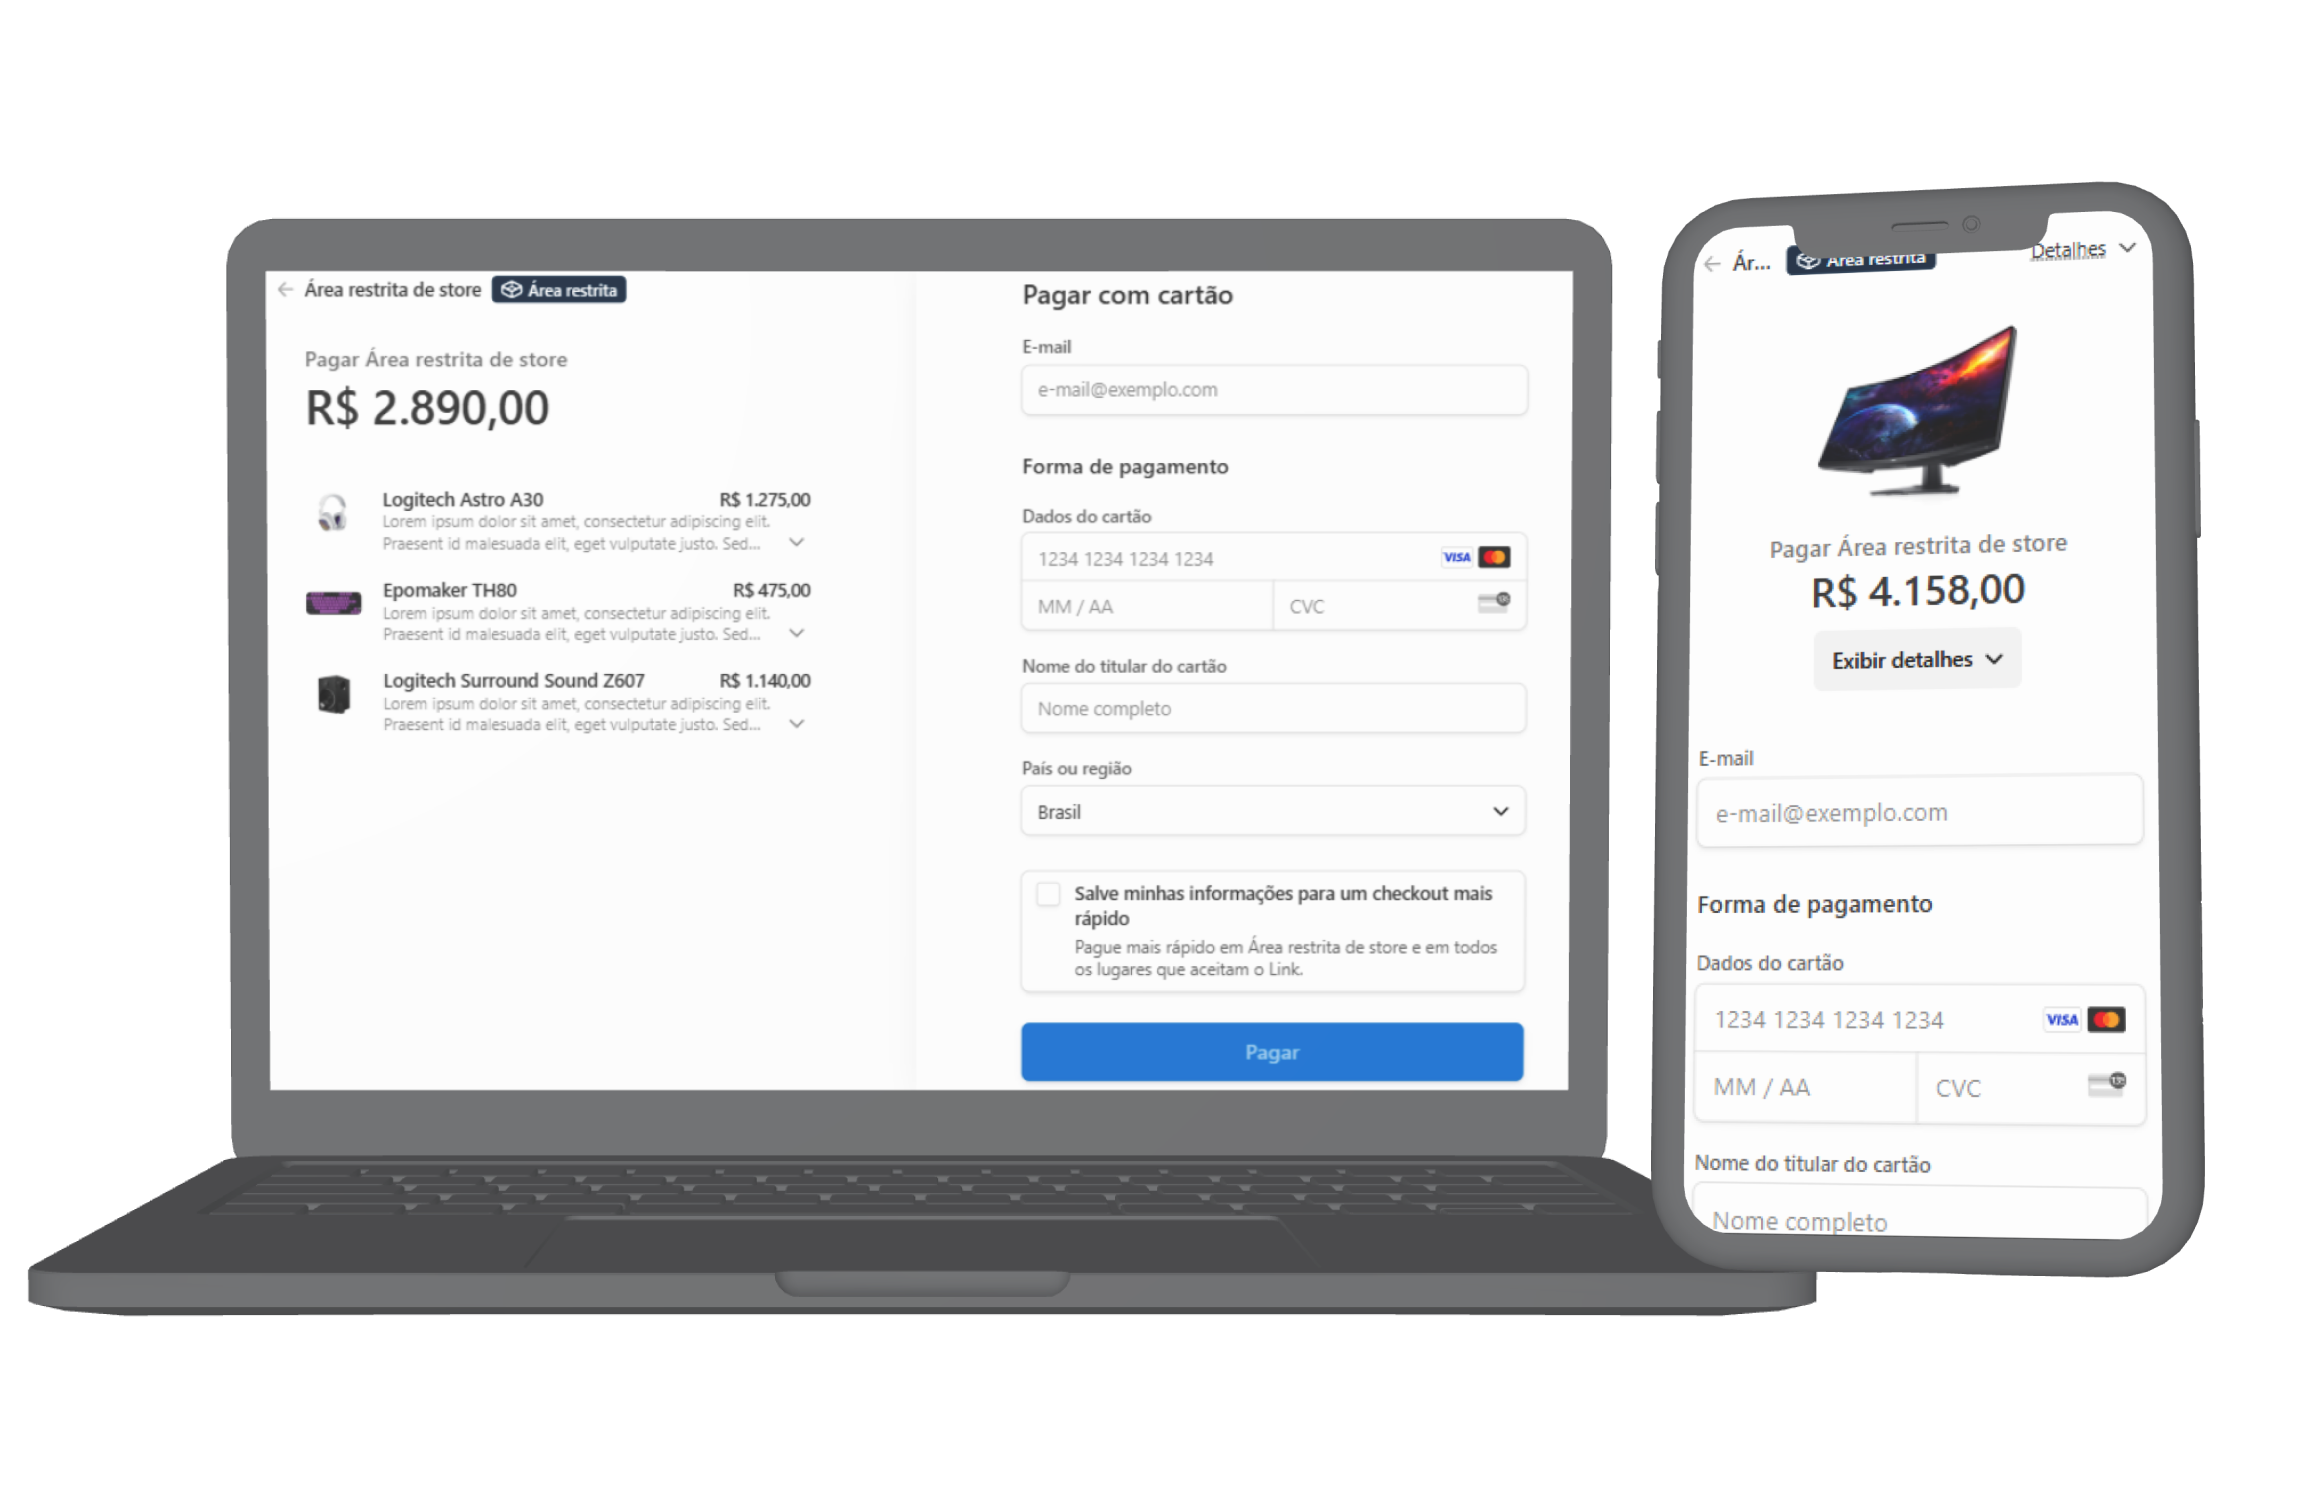 Área restrita de store Área restrita
Pagar Área restrita de store
R$ 2.890,00
Logitech Astro A30 R$ 1.275,00
Lorem ipsum dolor sit amet, consectetur adipiscing elit.
Praesent id malesuada elit, eget vulputate justo. Sed...
Epomaker TH80 R$ 475,00
Lorem ipsum dolor sit amet, consectetur adipiscing elit.
Praesent id malesuada elit, eget vulputate justo. Sed...
Logitech Surround Sound Z607 R$ 1.140,00
Lorem ipsum dolor sit amet, consectetur adipiscing elit.
Praesent id malesuada elit, eget vulputate justo. Sed...
Pagar com cartão
E-mail
e-mail@exemplo.com
Forma de pagamento
Dados do cartão
1234 1234 1234 1234 VISA
MM / AA CVC
Nome do titular do cartão
Nome completo
País ou região
Brasil
Salve minhas informações para um checkout mais
rápido
Pague mais rápido em Área restrita de store e em todos
os lugares que aceitam o Link.
Pagar
Ár... Área restrita Detalhes
Pagar Área restrita de store
R$ 4.158,00
Exibir detalhes
E-mail
e-mail@exemplo.com
Forma de pagamento
Dados do cartão
1234 1234 1234 1234 VISA
MM / AA CVC
Nome do titular do cartão
Nome completo